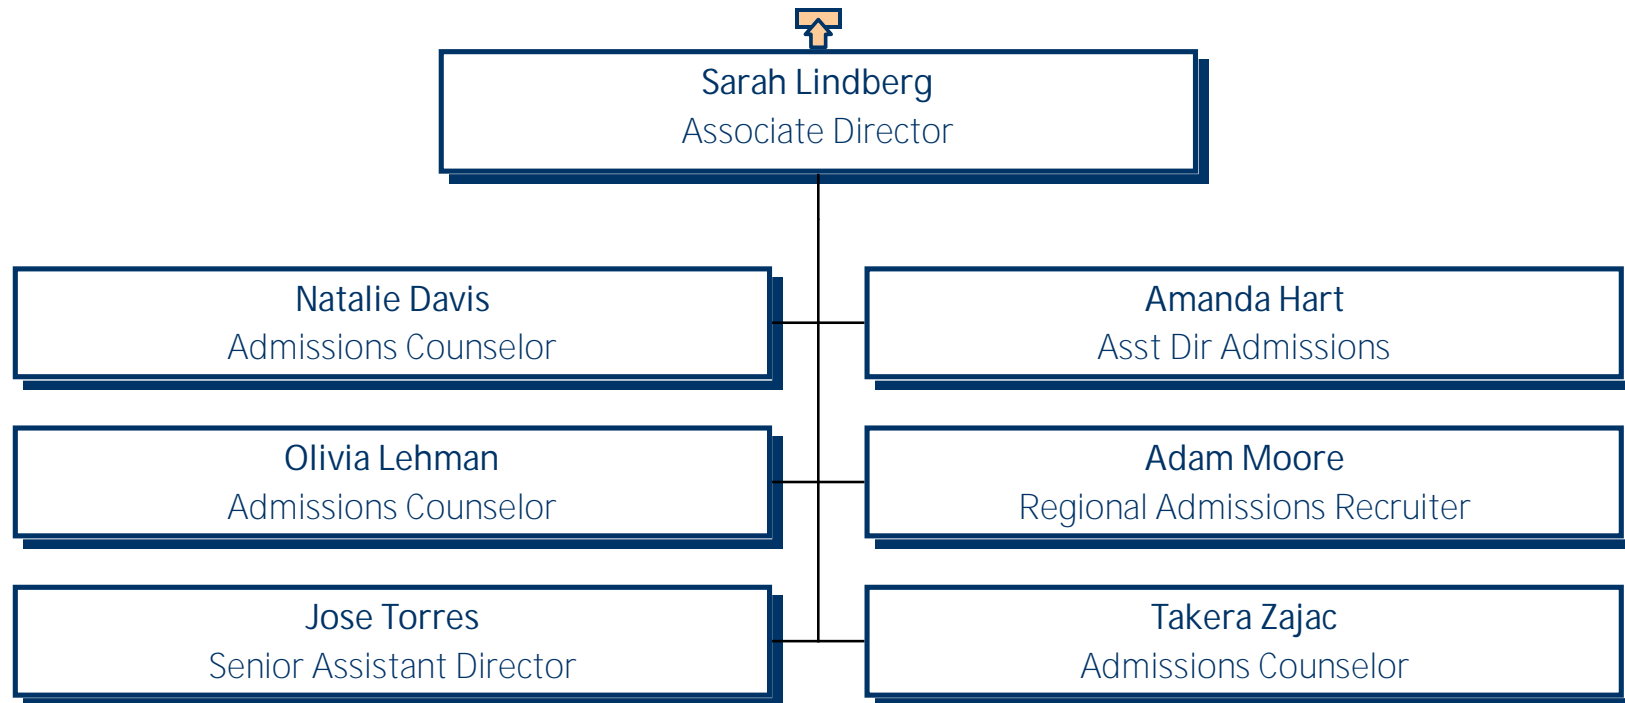 Sarah Lindberg
Associate Director
Natalie Davis
Admissions Counselor
Amanda Hart
Asst Dir Admissions
Olivia Lehman
Admissions Counselor
Adam Moore
Regional Admissions Recruiter
Jose Torres
Senior Assistant Director
Takera Zajac
Admissions Counselor